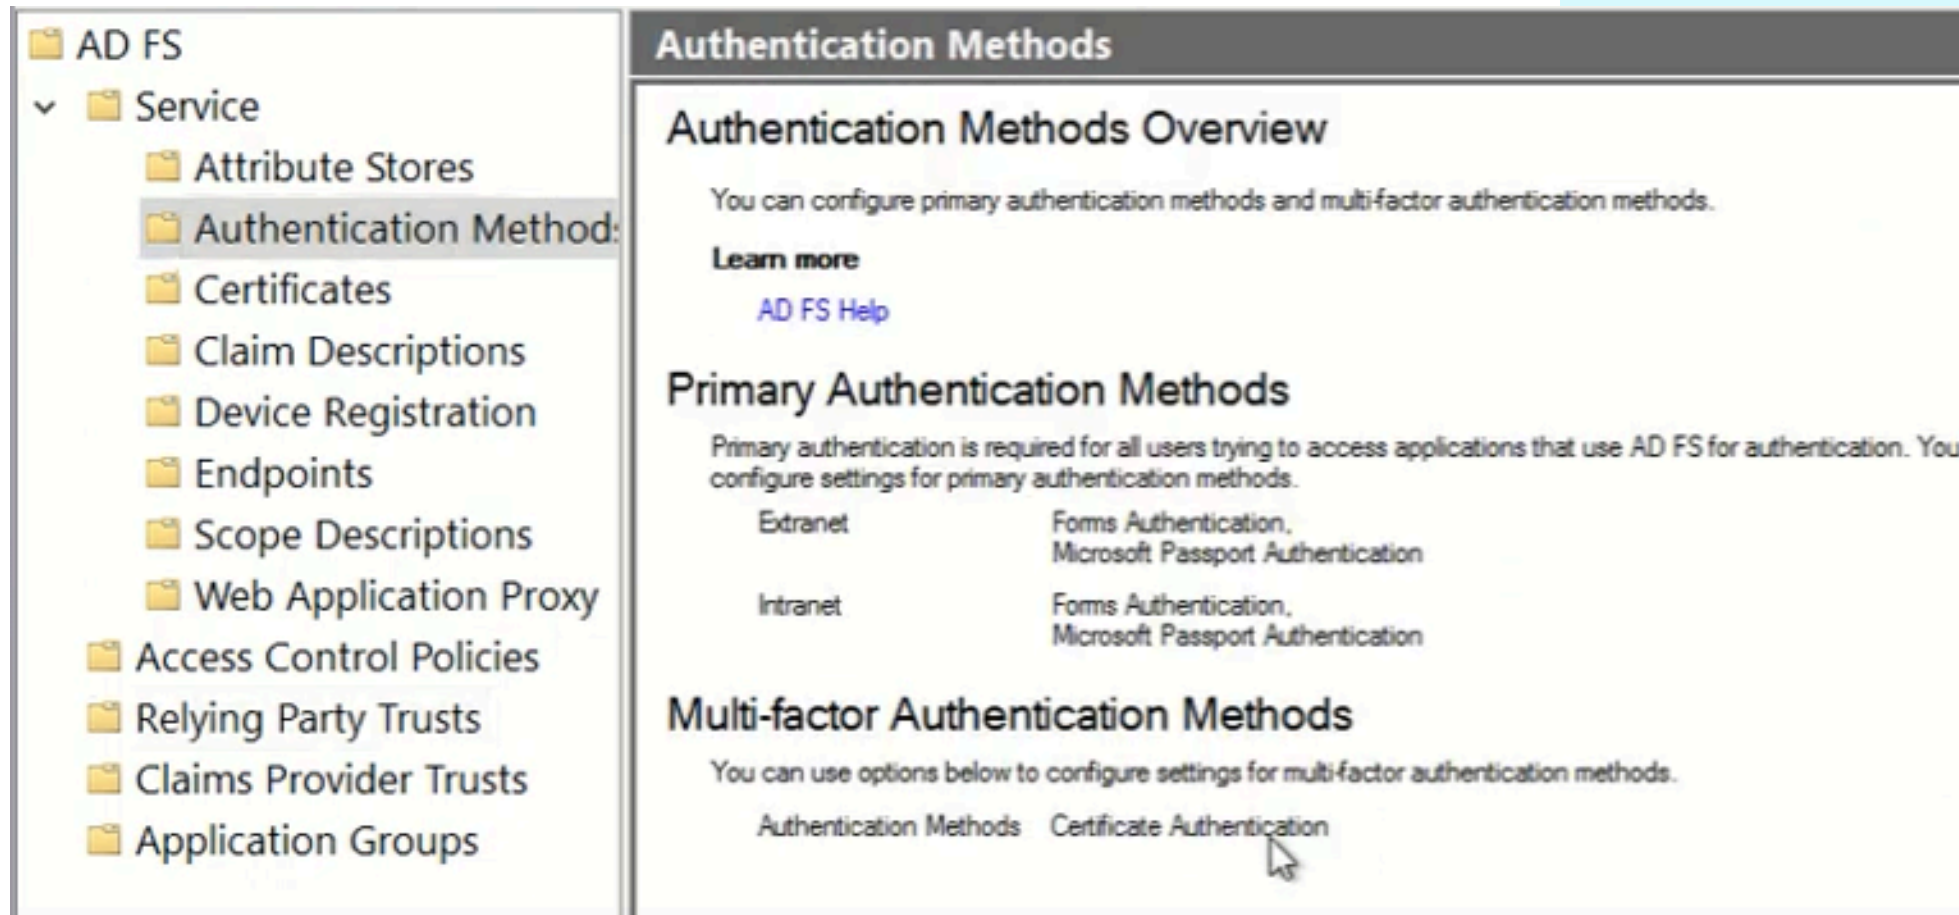 AD FS
Service
Attribute Stores
Authentication Methods
Certificates
Claim Descriptions
Device Registration
Endpoints
Scope Descriptions
Web Application Proxy
Access Control Policies
Relying Party Trusts
Claims Provider Trusts
Application Groups
Authentication Methods
Authentication Methods Overview
You can configure primary authentication methods and multi-factor authentication methods.
Learn more
AD FS Help
Primary Authentication Methods
Primary authentication is required for all users trying to access applications that use AD FS for authentication. You
configure settings for primary authentication methods.
Extranet Forms Authentication,
Microsoft Passport Authentication
Intranet Forms Authentication,
Microsoft Passport Authentication
Multi-factor Authentication Methods
You can use options below to configure settings for multi-factor authentication methods.
Authentication Methods Certificate Authentication